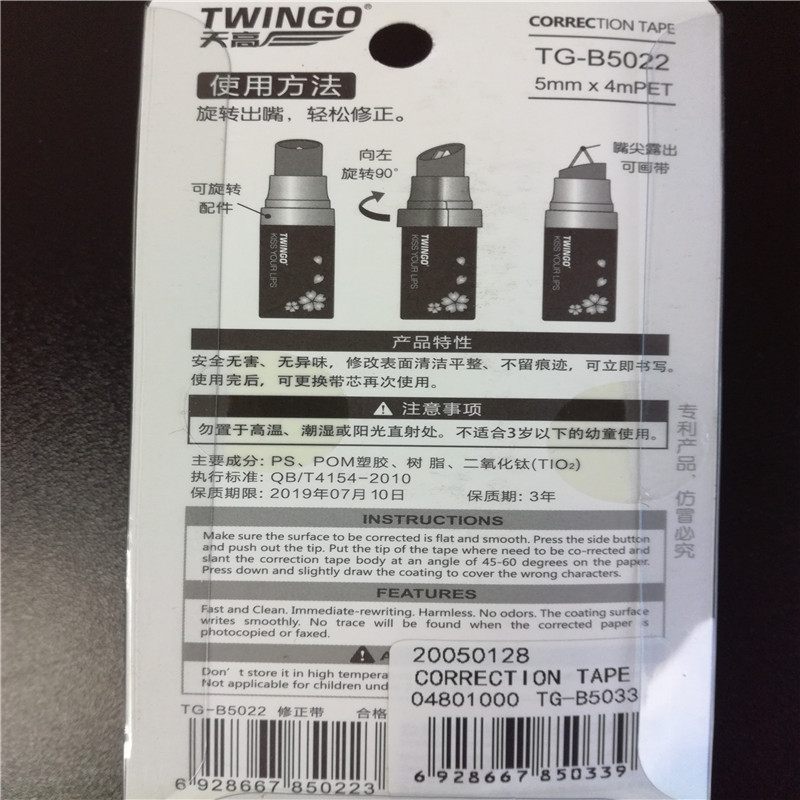 TWINGO®
天高
CORRECTION TAPE
TG-B5022
5mm x 4mPET
使用方法
旋转出嘴，轻松修正。
可旋转
配件
向左
旋转90°
嘴尖露出
可画带
TWINGO
KISS YOUR LIPS
TWINGO
KISS YOUR LIPS
TWINGO
KISS YOUR LIPS
产品特性
安全无害、无异味，修改表面清洁平整、不留痕迹，可立即书写。
使用完后，可更换带芯再次使用。
注意事项
勿置于高温、潮湿或阳光直射处。不适合3岁以下的幼童使用。
主要成分: PS、POM塑胶、树 脂、二氧化钛(TIO2)
执行标准: QB/T4154-2010
保质期限: 2019年07月10日 保质期: 3年
专利产品，仿冒必究
INSTRUCTIONS
Make sure the surface to be corrected is flat and smooth. Press the side button
and push out the tip. Put the tip of the tape where need to be co-rrected and
slant the correction tape body at an angle of 45-60 degrees on the paper.
Press down and slightly draw the coating to cover the wrong characters.
FEATURES
Fast and Clean. Immediate-rewriting. Harmless. No odors. The coating surface
writes smoothly. No trace will be found when the corrected paper is
photocopied or faxed.
Don't store it in high tempera
Not applicable for children und
TG-B5022 修正带 合格
6 928667 850223
20050128
CORRECTION TAPE
04801000 TG-B5033
6 928667 850339